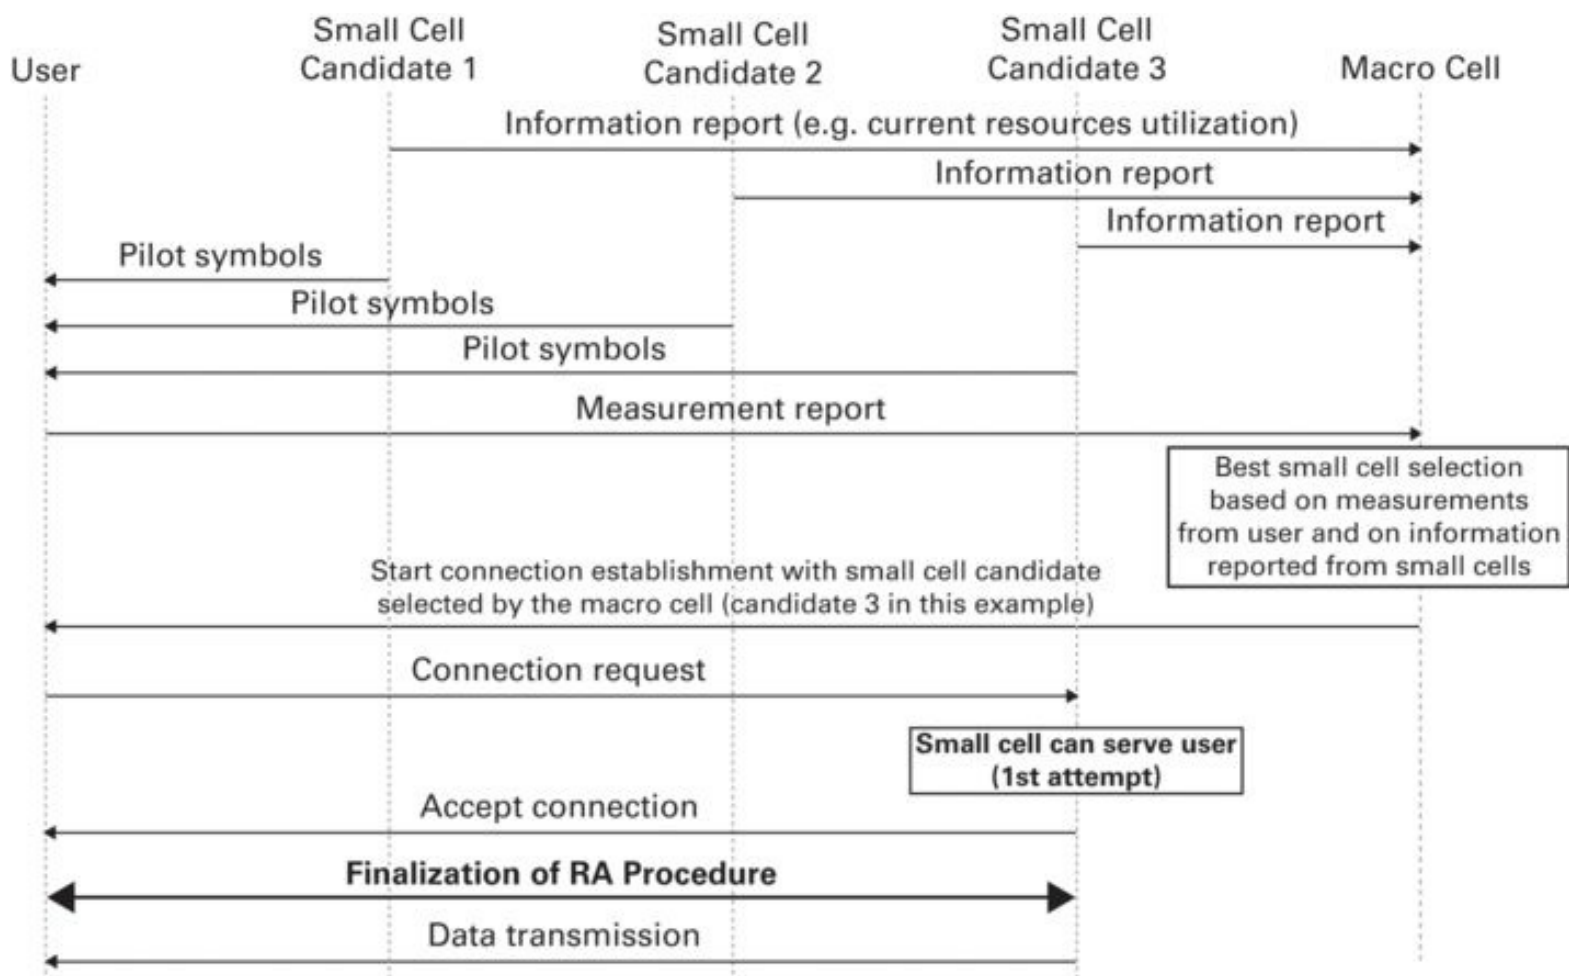 User
Small Cell
Candidate 1
Small Cell
Candidate 2
Small Cell
Candidate 3
Macro Cell
Information report (e.g. current resources utilization)
Information report
Information report
Pilot symbols
Pilot symbols
Pilot symbols
Measurement report
Best small cell selection
based on measurements
from user and on information
reported from small cells
Start connection establishment with small cell candidate
selected by the macro cell (candidate 3 in this example)
Connection request
Small cell can serve user
(1st attempt)
Accept connection
Finalization of RA Procedure
Data transmission